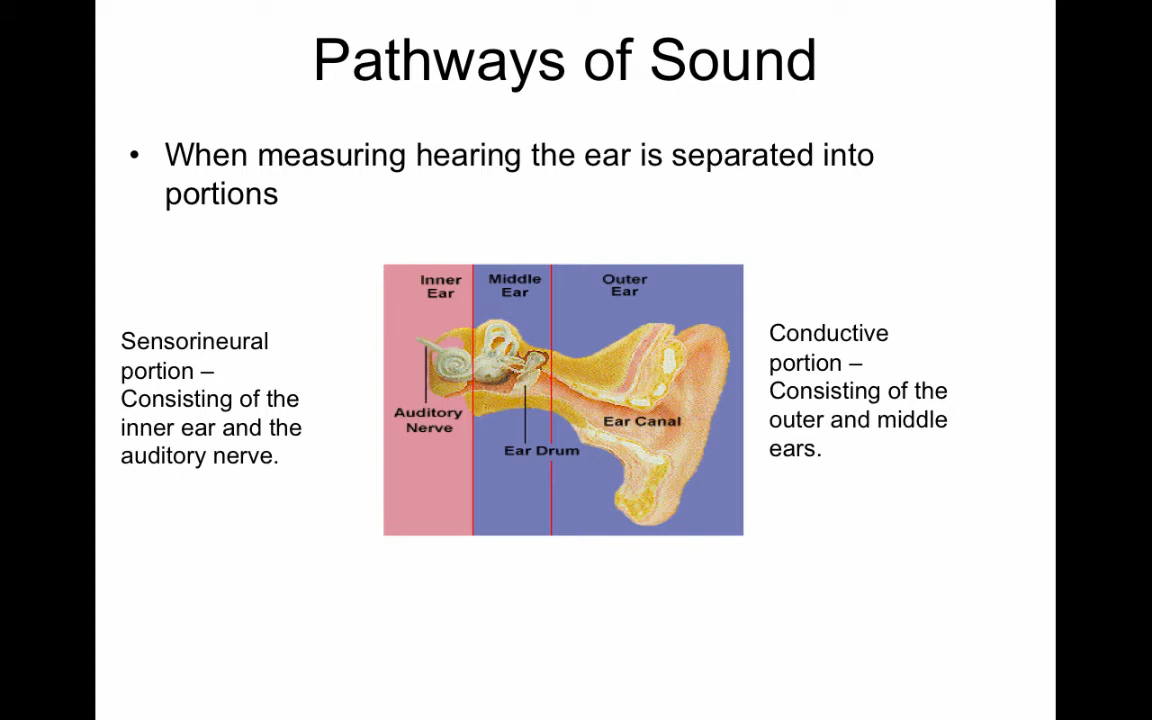 Pathways of Sound
• When measuring hearing the ear is separated into
portions
Sensorineural
portion –
Consisting of the
inner ear and the
auditory nerve.
Inner
Ear
Middle
Ear
Outer
Ear
Auditory
Nerve
Ear Drum
Ear Canal
Conductive
portion –
Consisting of the
outer and middle
ears.